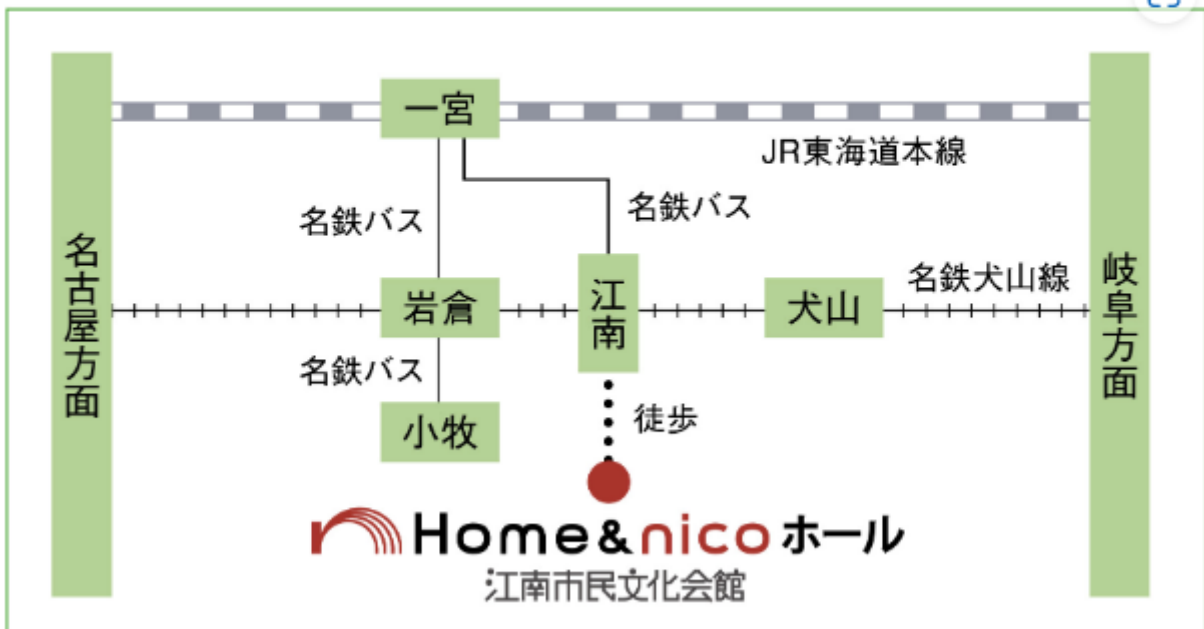 一宮
JR東海道本線
名鉄バス
名鉄バス
名古屋方面
岩倉
江南
犬山
名鉄犬山線
岐阜方面
名鉄バス
小牧
徒歩
Home&nicoホール
江南市民文化会館